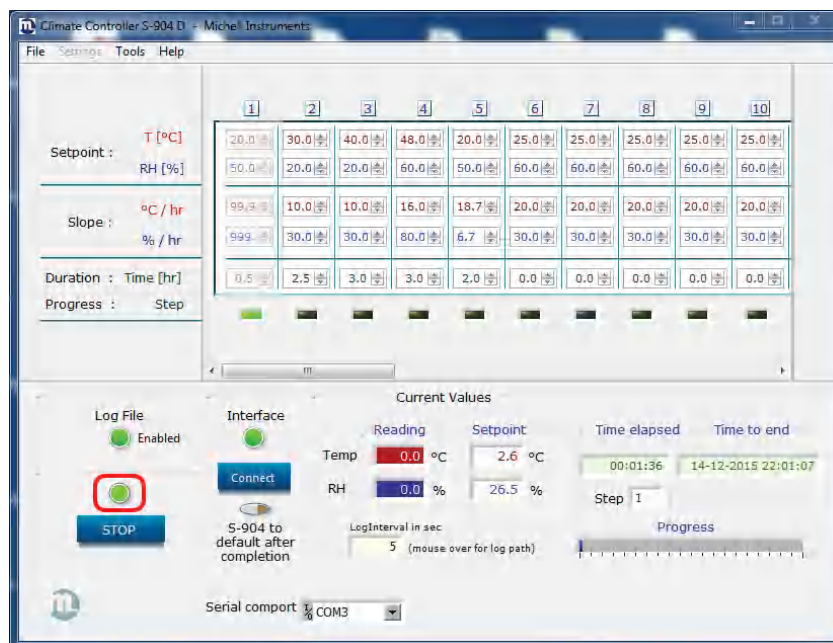 Climate Controller S-904 D - Michell Instruments
File Settings Tools Help
1 2 3 4 5 6 7 8 9 10
Setpoint : T [ºC] 20.0 30.0 40.0 48.0 20.0 25.0 25.0 25.0 25.0 25.0
RH [%] 50.0 20.0 20.0 60.0 50.0 60.0 60.0 60.0 60.0 60.0
Slope : ºC / hr 99.9 10.0 10.0 16.0 18.7 20.0 20.0 20.0 20.0 20.0
% / hr 999. 30.0 30.0 80.0 6.7 30.0 30.0 30.0 30.0 30.0
Duration : Time [hr] 0.5 2.5 3.0 3.0 2.0 0.0 0.0 0.0 0.0 0.0
Progress : Step
Current Values
Log File Interface Reading Setpoint Time elapsed Time to end
Enabled
Temp 0.0 ºC 2.6 ºC 00:01:36 14-12-2015 22:01:07
Connect
RH 0.0 % 26.5 % Step 1
STOP
S-904 to default after completion
LogInterval in sec
5 (mouse over for log path)
Progress
Serial comport COM3